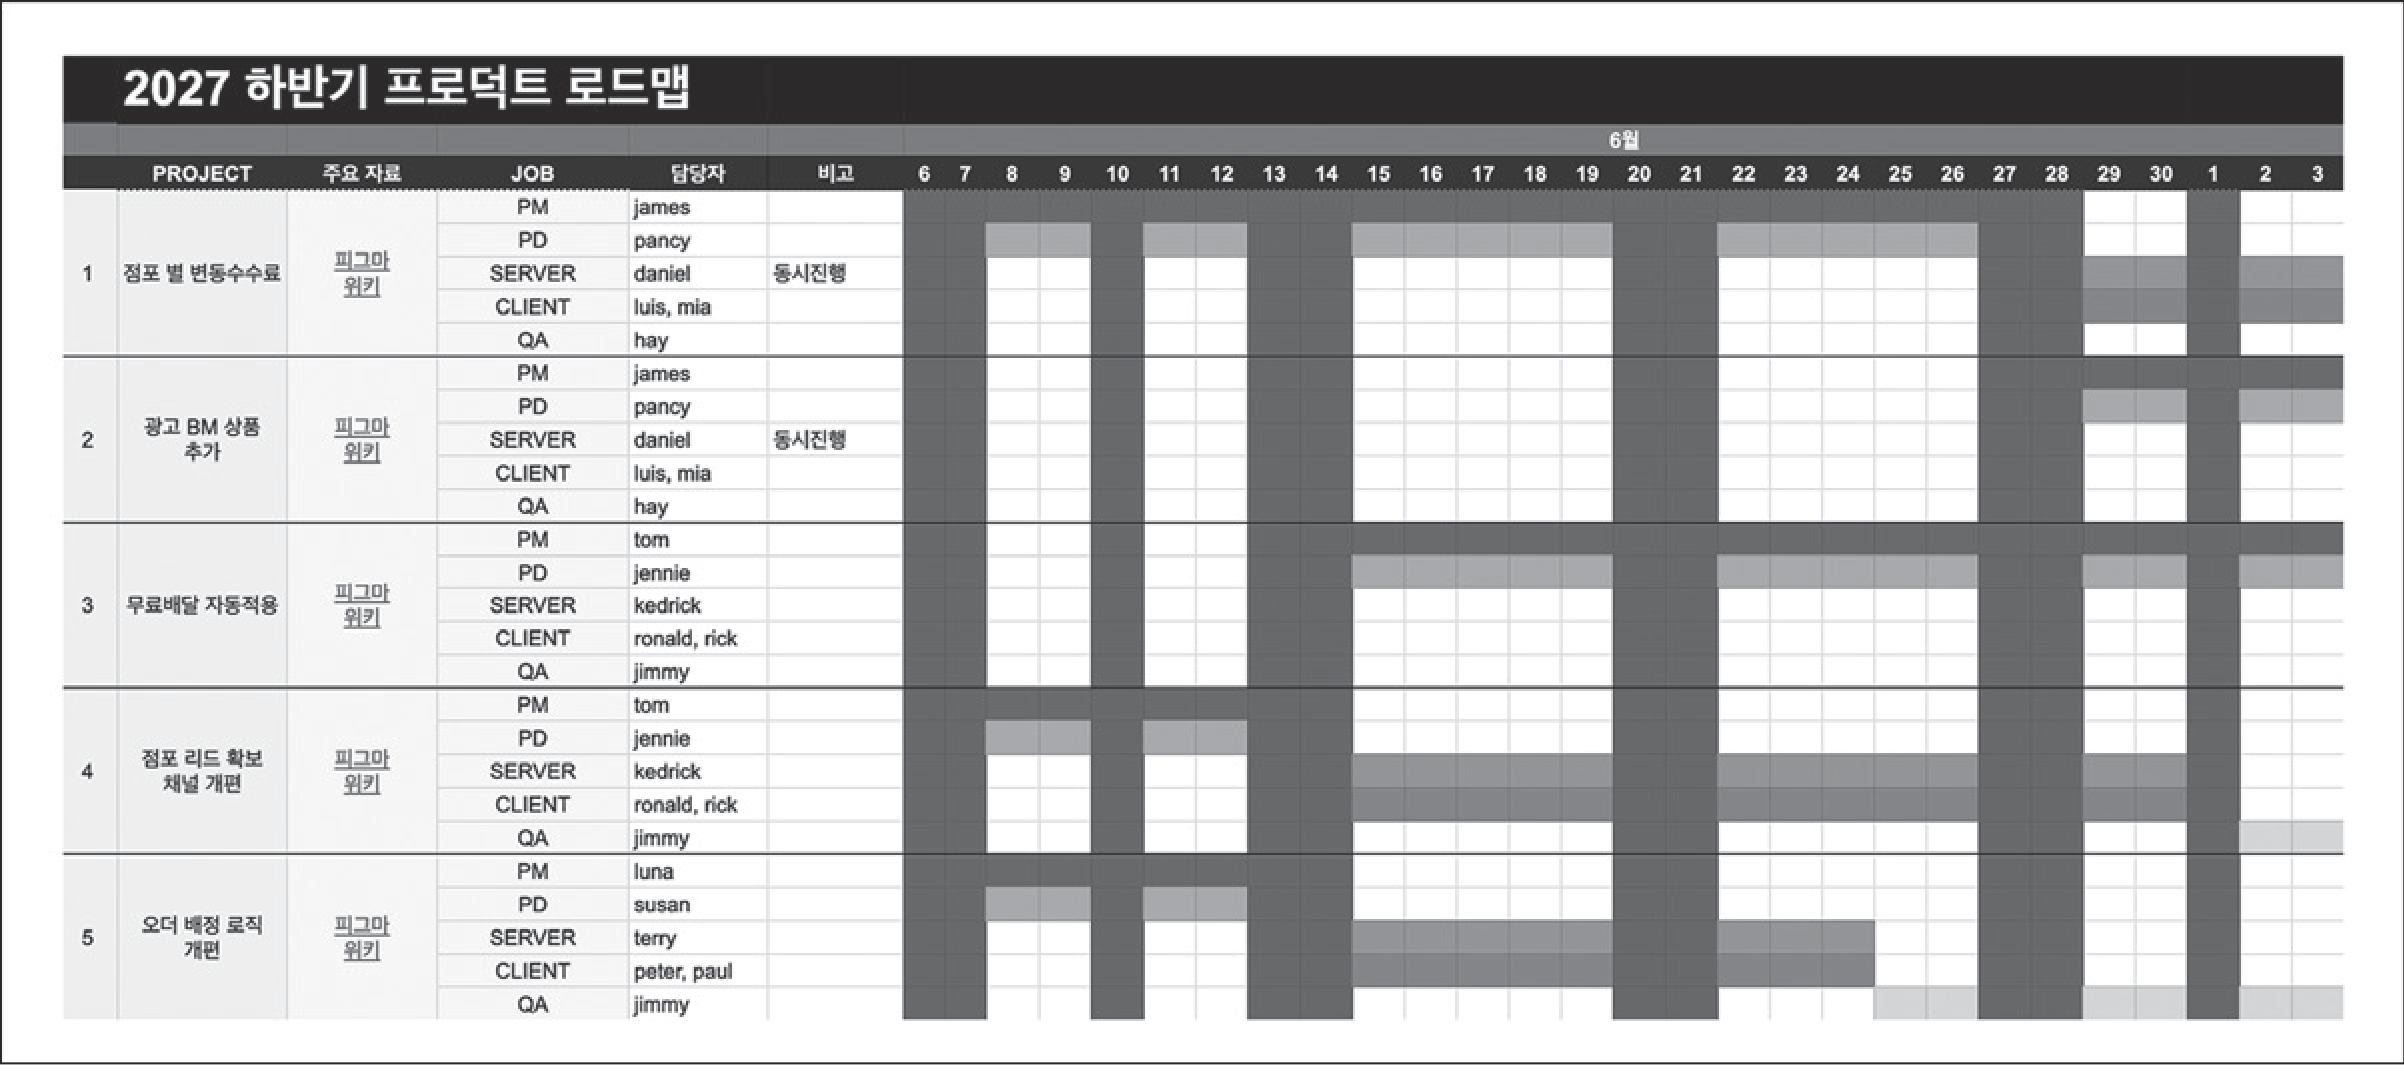 2027 하반기 프로덕트 로드맵
6월
PROJECT 주요 자료 JOB 담당자 비고 6 7 8 9 10 11 12 13 14 15 16 17 18 19 20 21 22 23 24 25 26 27 28 29 30 1 2 3
1 점포 별 변동수수료 피그마 위키
PM james
PD pancy
SERVER daniel 동시진행
CLIENT luis, mia
QA hay
2 광고 BM 상품 추가 피그마 위키
PM james
PD pancy
SERVER daniel 동시진행
CLIENT luis, mia
QA hay
3 무료배달 자동적용 피그마 위키
PM tom
PD jennie
SERVER kedrick
CLIENT ronald, rick
QA jimmy
4 점포 리드 확보 채널 개편 피그마 위키
PM tom
PD jennie
SERVER kedrick
CLIENT ronald, rick
QA jimmy
5 오더 배정 로직 개편 피그마 위키
PM luna
PD susan
SERVER terry
CLIENT peter, paul
QA jimmy